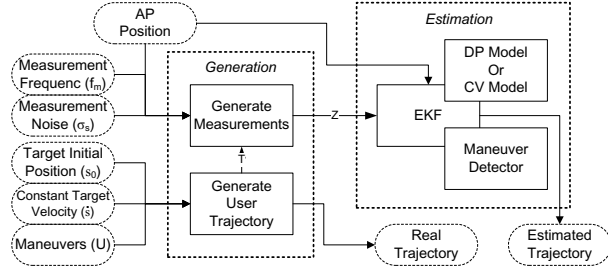 AP
Position
Estimation
Generation
Measurement
Frequenc (fm)
Measurement
Noise (σs)
Generate
Measurements
Z
EKF
DP Model
Or
CV Model
Maneuver
Detector
T
Target Initial
Position (s0)
Constant Target
Velocity (ṡ)
Maneuvers (U)
Generate
User
Trajectory
Real
Trajectory
Estimated
Trajectory